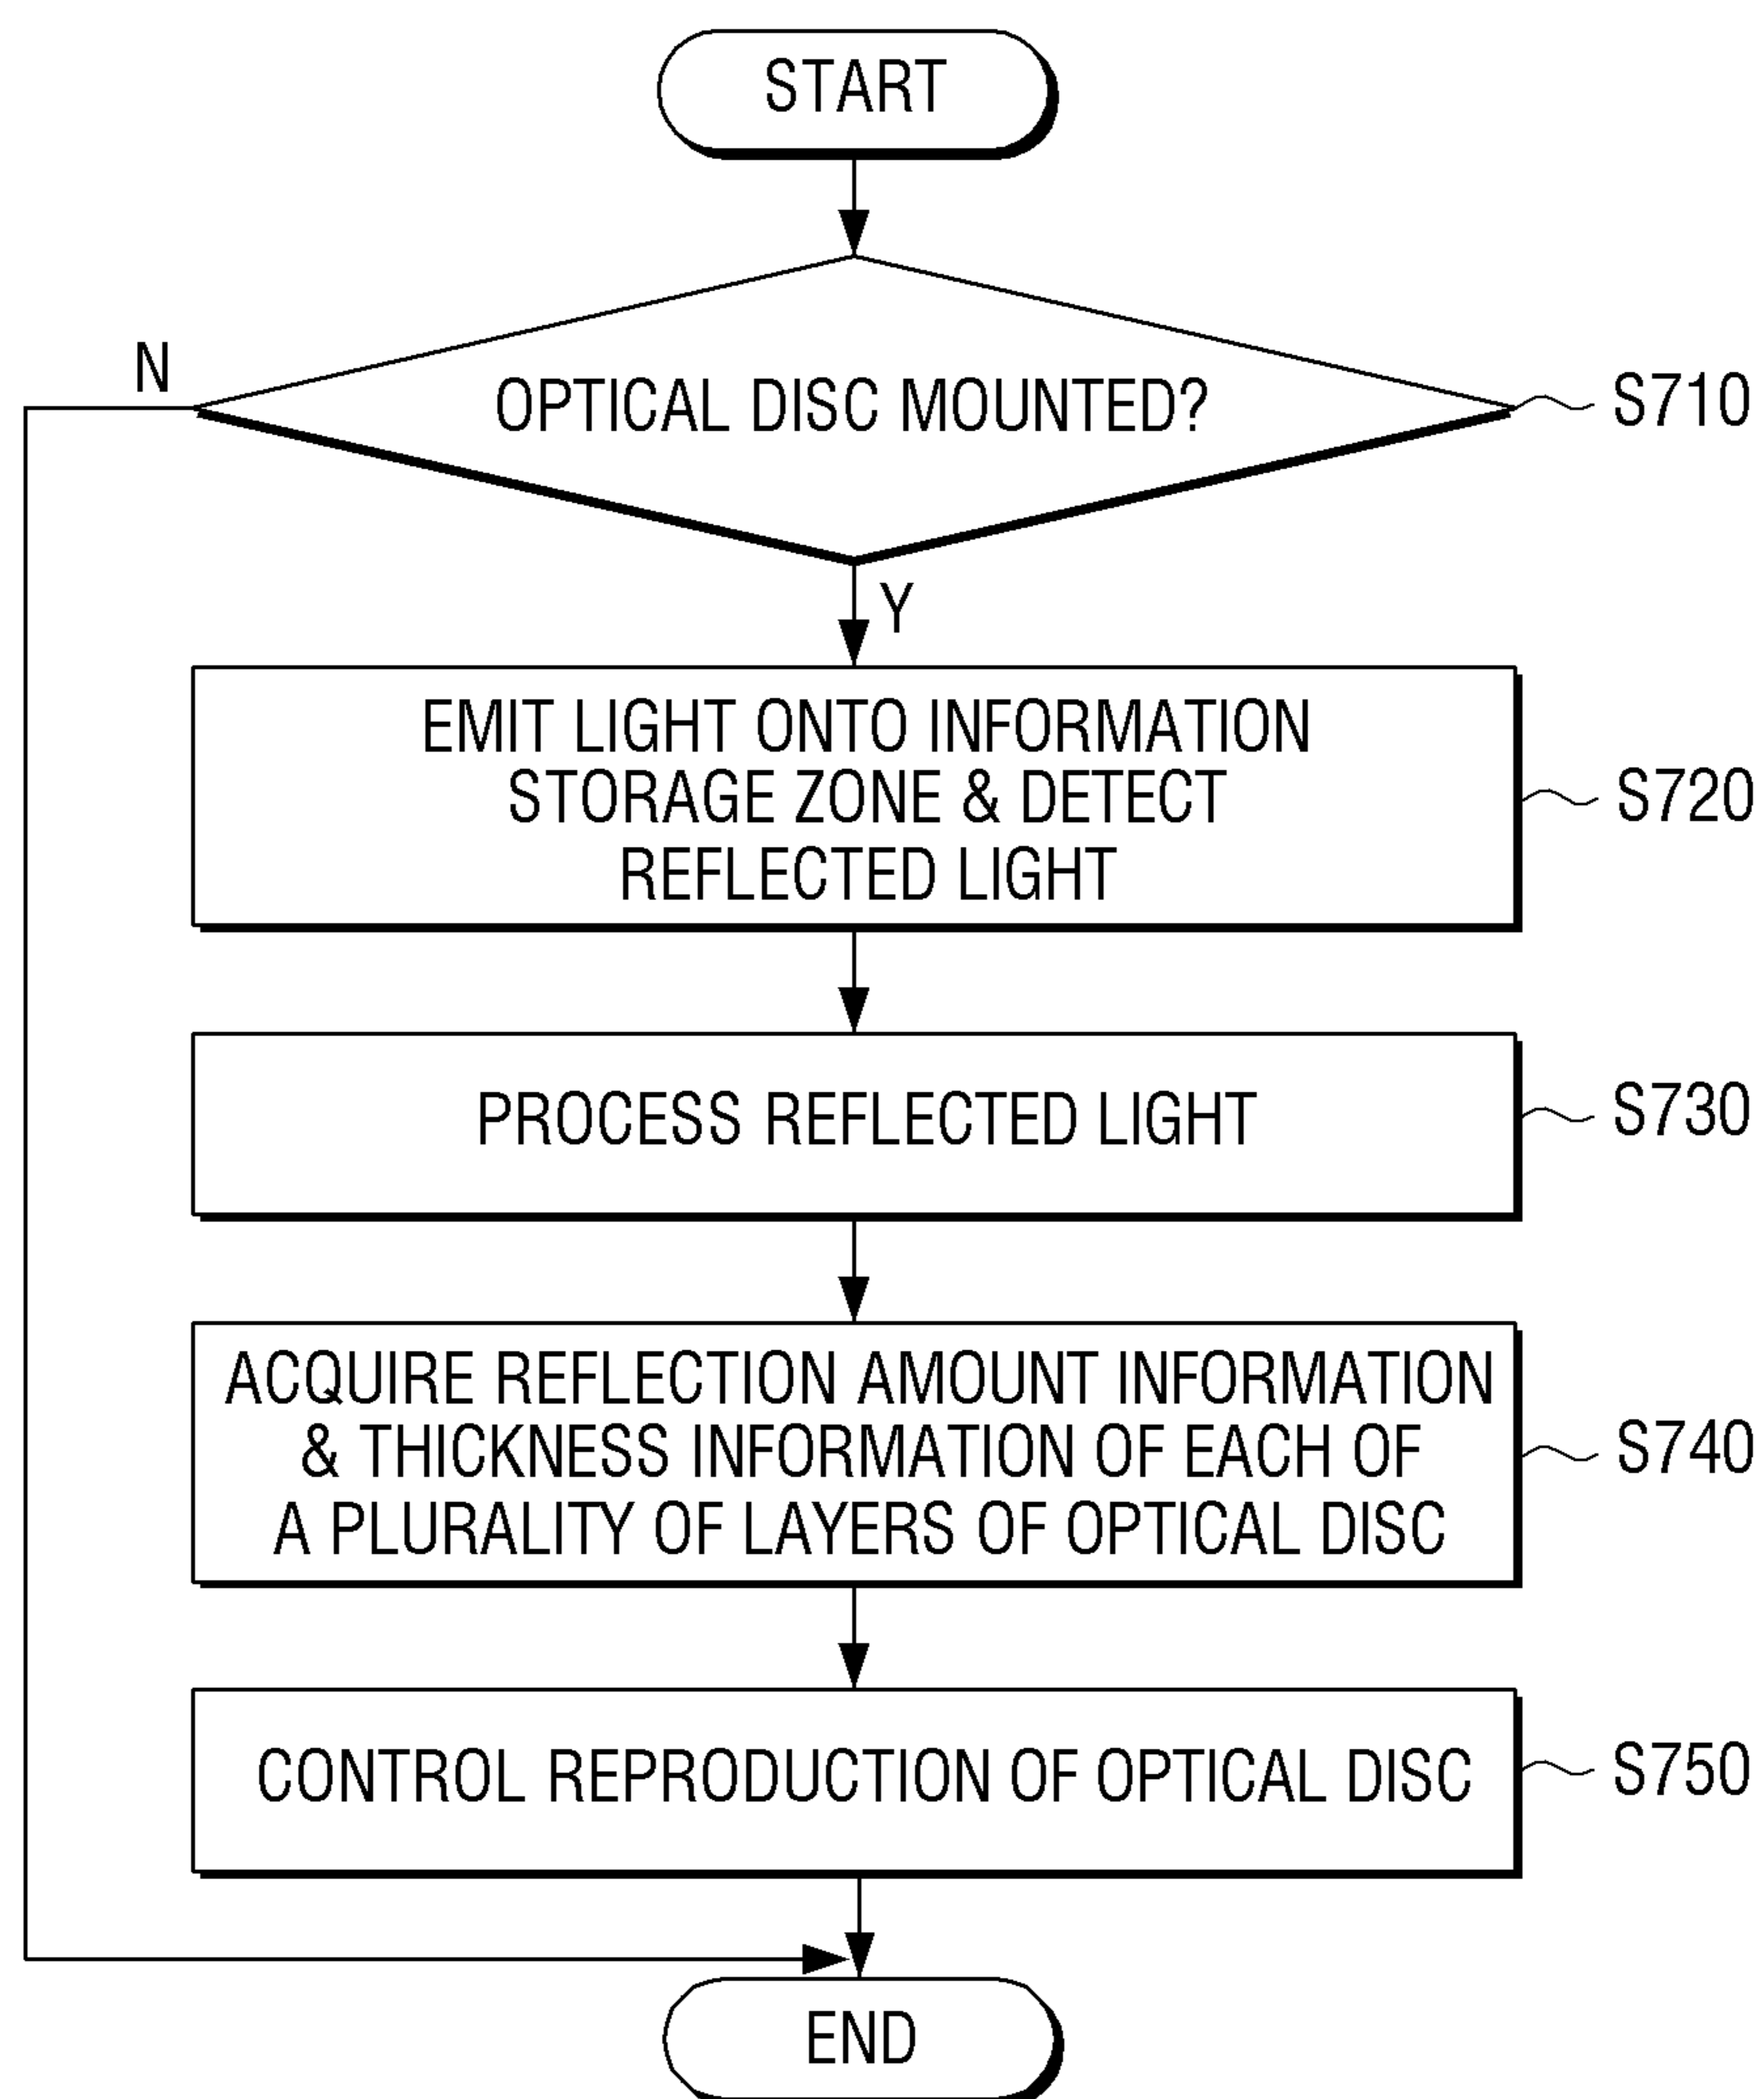 START
N
OPTICAL DISC MOUNTED?
S710
Y
EMIT LIGHT ONTO INFORMATION
STORAGE ZONE & DETECT
REFLECTED LIGHT
S720
PROCESS REFLECTED LIGHT
S730
ACQUIRE REFLECTION AMOUNT INFORMATION
& THICKNESS INFORMATION OF EACH OF
A PLURALITY OF LAYERS OF OPTICAL DISC
S740
CONTROL REPRODUCTION OF OPTICAL DISC
S750
END